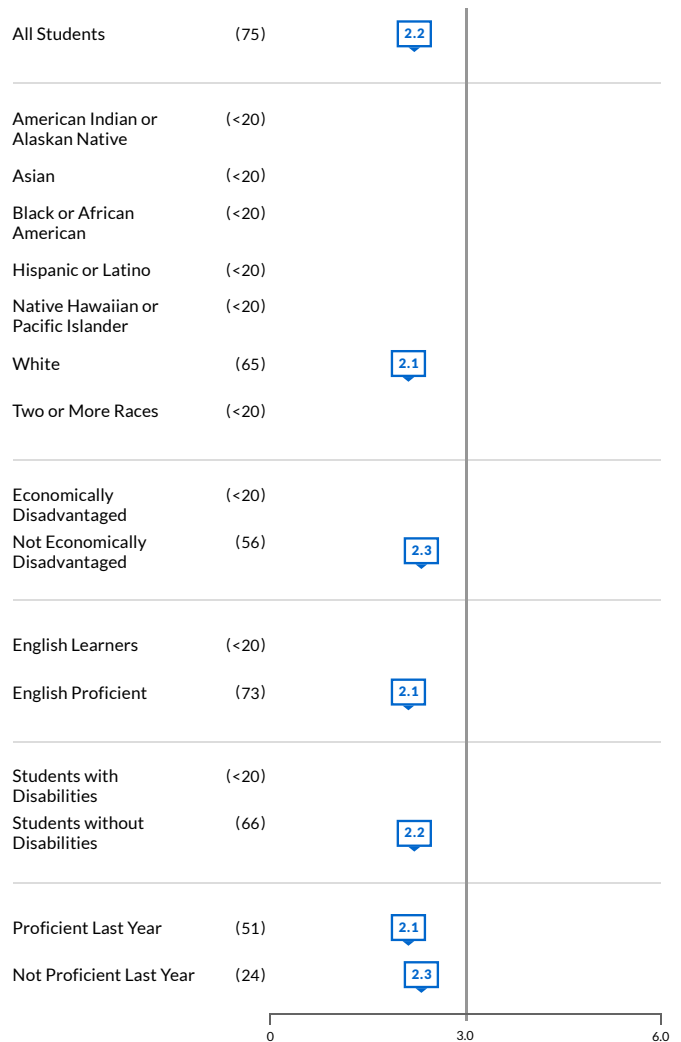 All Students (75) 2.2
American Indian or (<20)
Alaskan Native
Asian (<20)
Black or African (<20)
American
Hispanic or Latino (<20)
Native Hawaiian or (<20)
Pacific Islander
White (65) 2.1
Two or More Races (<20)
Economically (<20)
Disadvantaged
Not Economically (56) 2.3
Disadvantaged
English Learners (<20)
English Proficient (73) 2.1
Students with (<20)
Disabilities
Students without (66) 2.2
Disabilities
Proficient Last Year (51) 2.1
Not Proficient Last Year (24) 2.3
0 3.0 6.0